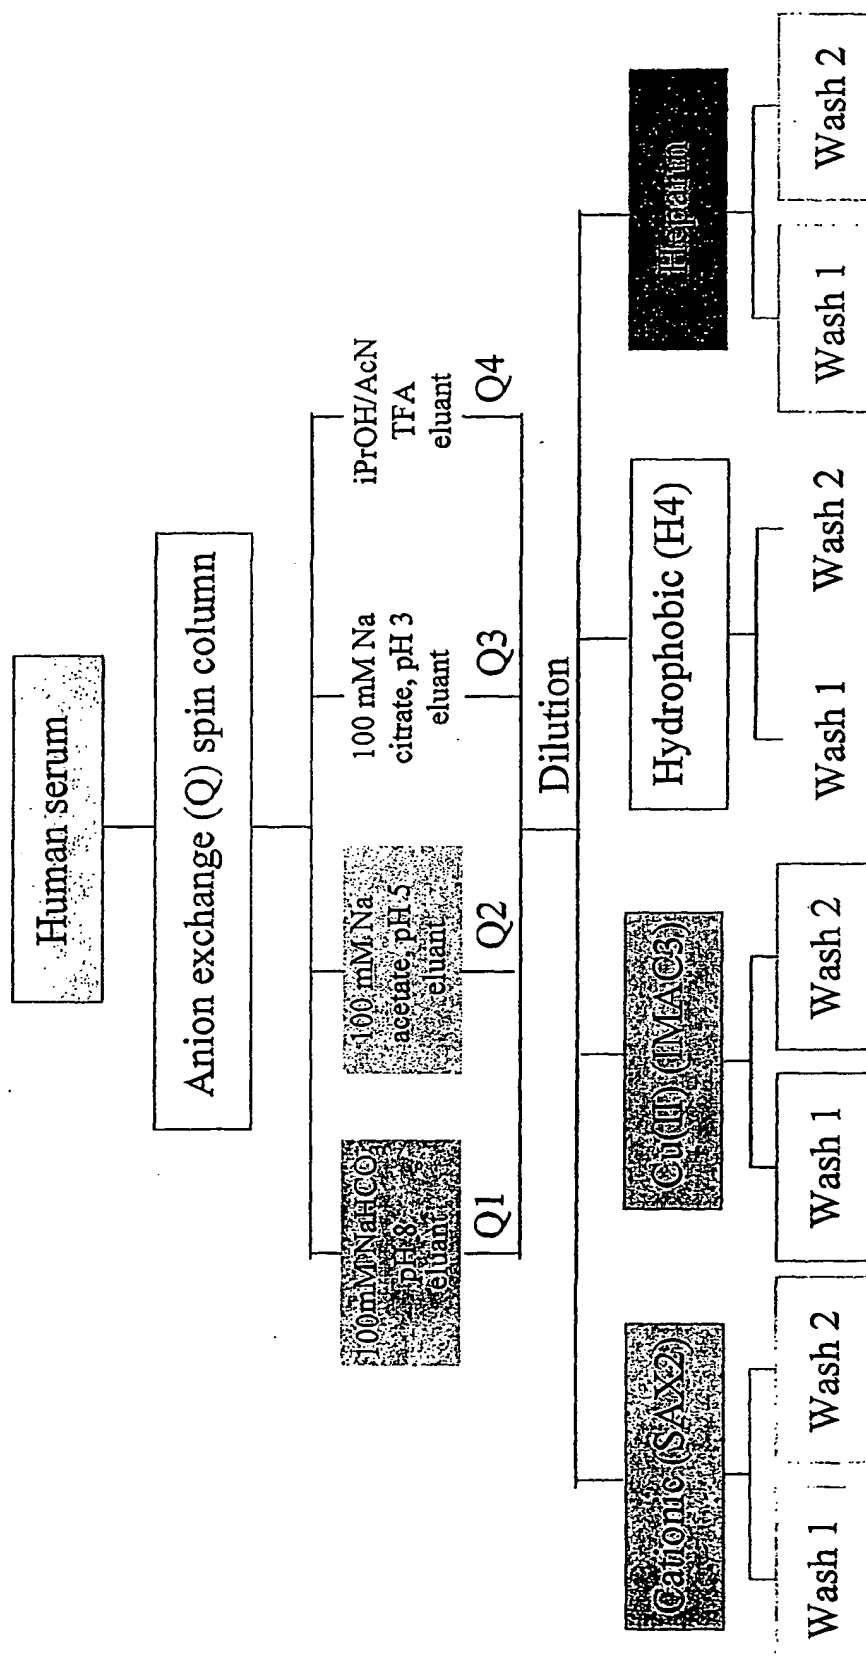 Human serum
Anion exchange (Q) spin column
100mM NaHCO3
pH 8
eluant
Q1
100 mM Na
acetate, pH 5
eluant
Q2
100 mM Na
citrate, pH 3
eluant
Q3
iPrOH/AcN
TFA
eluant
Q4
Dilution
Cationic (SAX2)
Wash 1
Wash 2
Cu(II) (IMAC3)
Wash 1
Wash 2
Hydrophobic (H4)
Wash 1
Wash 2
Heparin
Wash 1
Wash 2